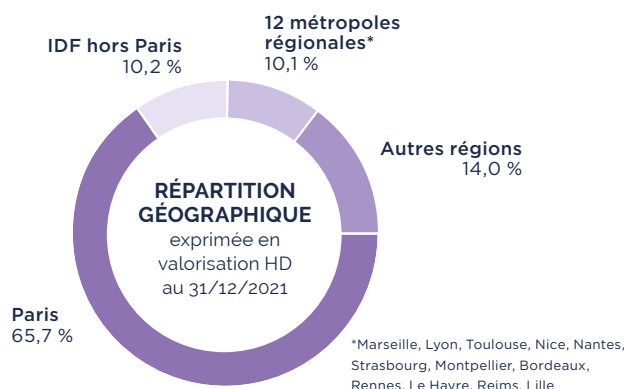 12 métropoles
régionales*
10,1 %
IDF hors Paris
10,2 %
Autres régions
14,0 %
RÉPARTITION
GÉOGRAPHIQUE
exprimée en
valorisation HD
au 31/12/2021
Paris
65,7 %
*Marseille, Lyon, Toulouse, Nice, Nantes,
Strasbourg, Montpellier, Bordeaux,
Rennes, Le Havre, Reims, Lille